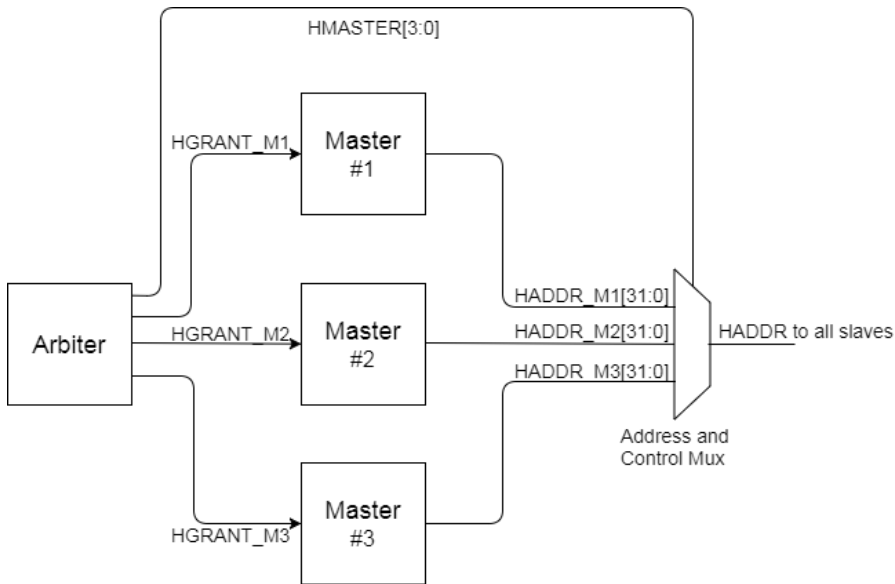 HMASTER[3:0]
HGRANT_M1
Master
#1
HADDR_M1[31:0]
Arbiter
HGRANT_M2
Master
#2
HADDR_M2[31:0]
HADDR to all slaves
HADDR_M3[31:0]
Address and
Control Mux
HGRANT_M3
Master
#3